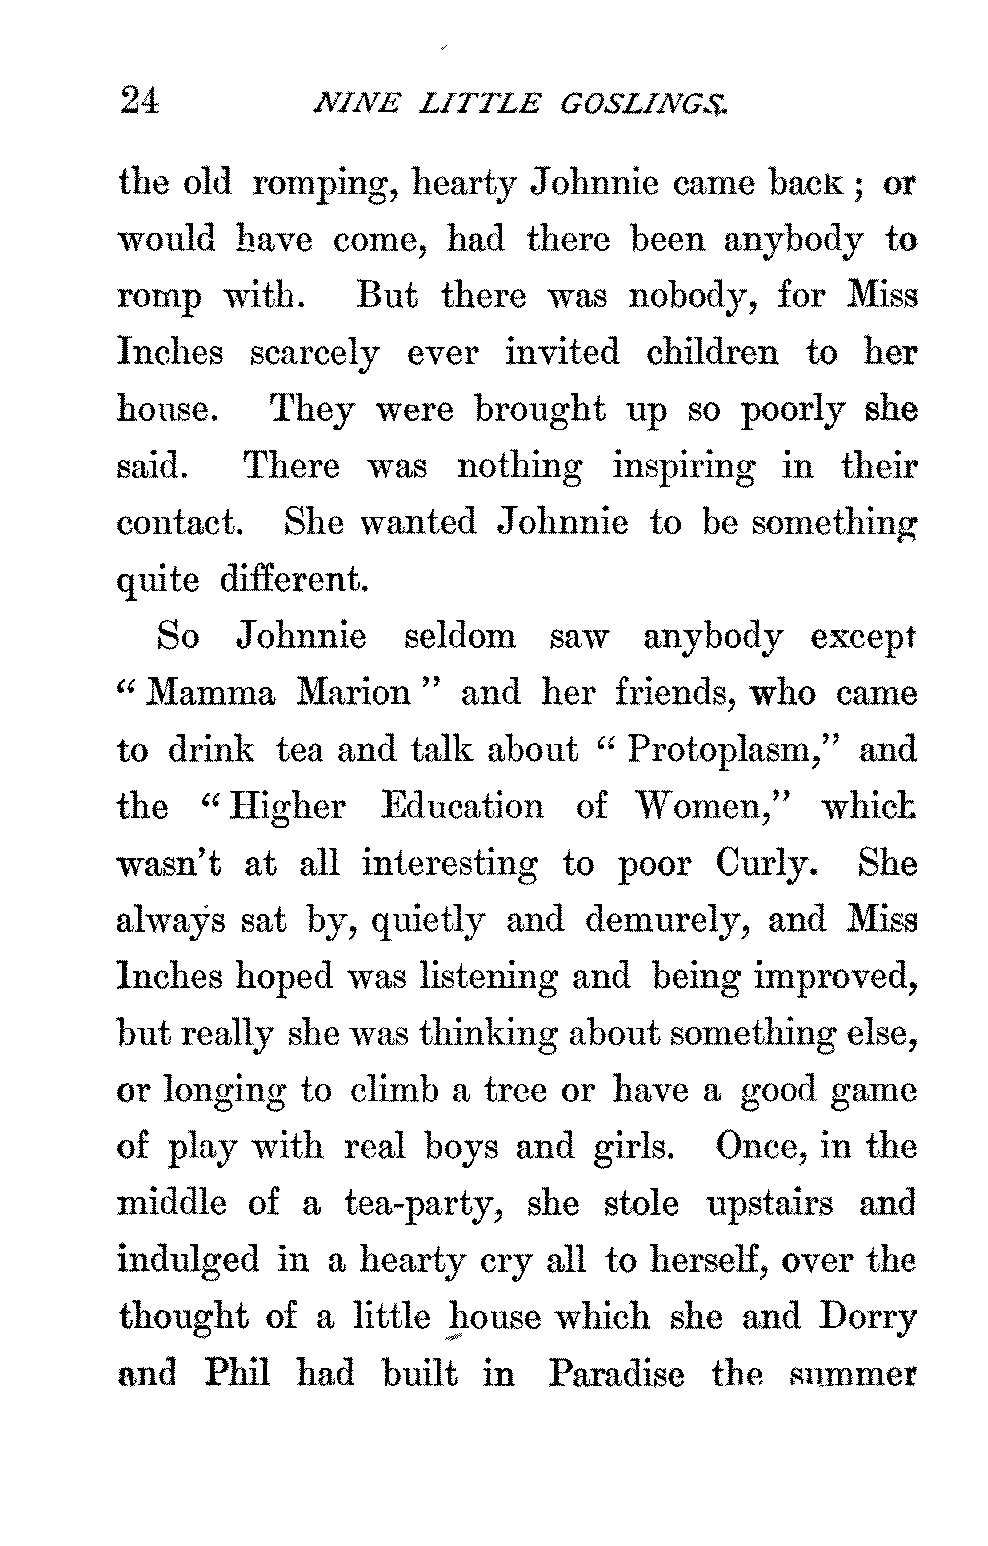 24 NINE LITTLE GOSLINGS.
the old romping, hearty Johnnie came back; or
would have come, had there been anybody to
romp with. But there was nobody, for Miss
Inches scarcely ever invited children to her
house. They were brought up so poorly she
said. There was nothing inspiring in their
contact. She wanted Johnnie to be something
quite different.
So Johnnie seldom saw anybody except
"Mamma Marion" and her friends, who came
to drink tea and talk about "Protoplasm," and
the "Higher Education of Women," which
wasn't at all interesting to poor Curly. She
always sat by, quietly and demurely, and Miss
Inches hoped was listening and being improved,
but really she was thinking about something else,
or longing to climb a tree or have a good game
of play with real boys and girls. Once, in the
middle of a tea-party, she stole upstairs and
indulged in a hearty cry all to herself, over the
thought of a little house which she and Dorry
and Phil had built in Paradise the summer